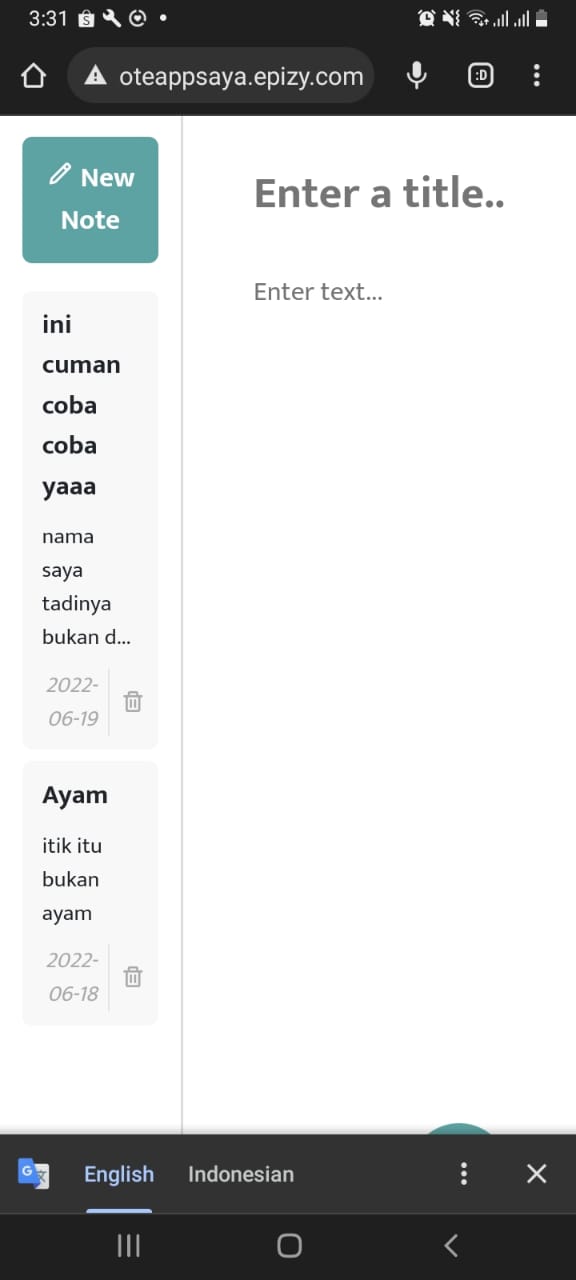 3:31
oteappsaya.epizy.com
:D
New
Note
ini
cuman
coba
coba
yaaa
nama
saya
tadinya
bukan d...
2022-
06-19
Ayam
itik itu
bukan
ayam
2022-
06-18
Enter a title..
Enter text...
English
Indonesian